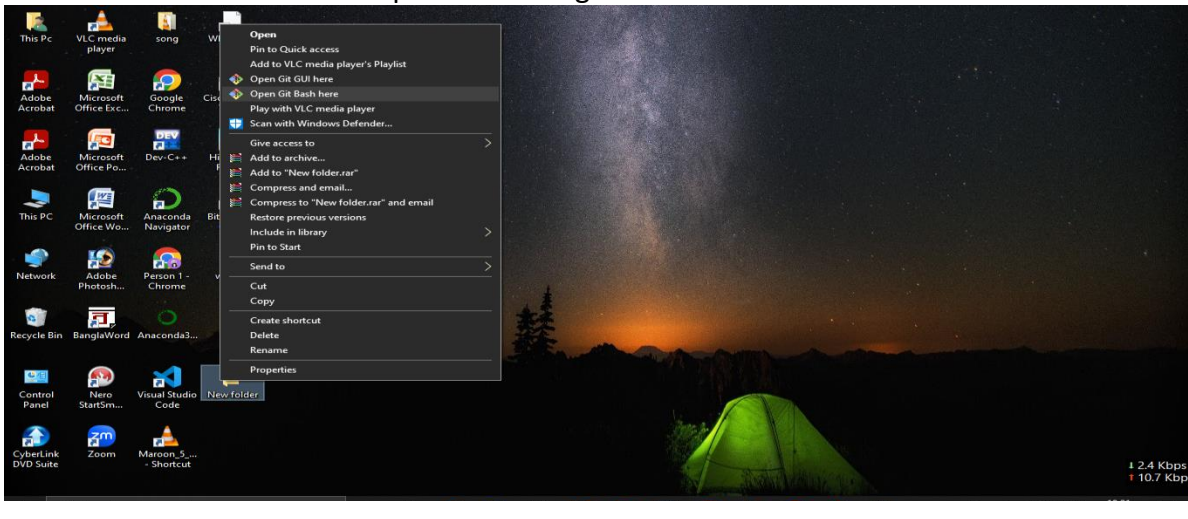 This Pc
VLC media player
song
Adobe Acrobat
Microsoft Office Exc...
Google Chrome
Adobe Acrobat
Microsoft Office Po...
Dev-C++
This PC
Microsoft Office Wo...
Anaconda Navigator
Network
Adobe Photosh...
Person 1 - Chrome
Recycle Bin
BanglaWord
Anaconda3...
Control Panel
Nero StartSm...
Visual Studio Code
New folder
CyberLink DVD Suite
Zoom
Maroon_5_... - Shortcut
Open
Pin to Quick access
Add to VLC media player's Playlist
Open Git GUI here
Open Git Bash here
Play with VLC media player
Scan with Windows Defender...
Give access to
Add to archive...
Add to "New folder.rar"
Compress and email...
Compress to "New folder.rar" and email
Restore previous versions
Include in library
Pin to Start
Send to
Cut
Copy
Create shortcut
Delete
Rename
Properties
2.4 Kbps
10.7 Kbp